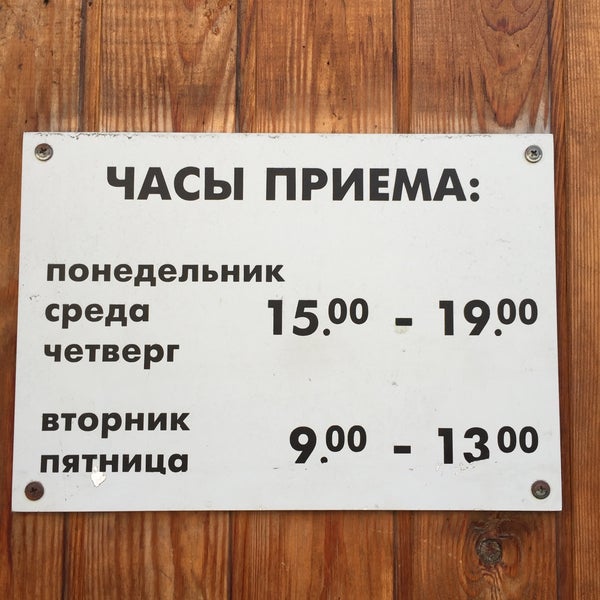 ЧАСЫ ПРИЕМА:
понедельник
среда 15.00 - 19.00
четверг
вторник
пятница 9.00 - 13 00